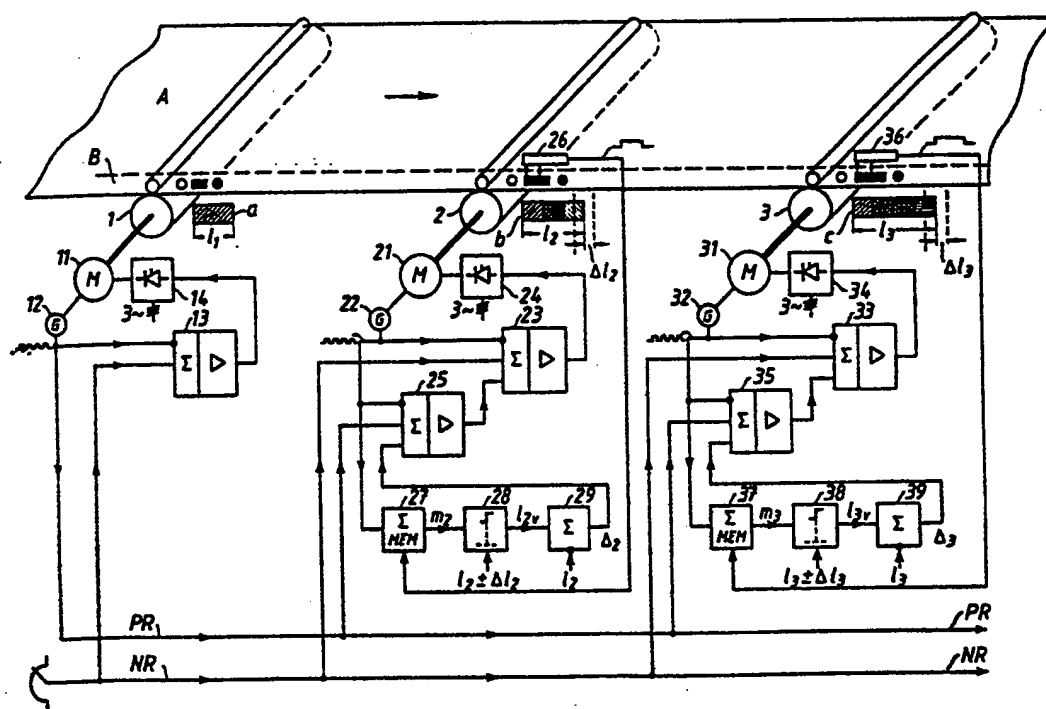 A
B
26
36
1
a
l₁
2
b
l₂
Δl₂
3
c
l₃
Δl₃
11
M
14
3~
12
G
13
Σ
21
M
24
3~
22
G
23
Σ
31
M
34
3~
32
G
33
Σ
25
Σ
35
Σ
27
Σ
MEM
m₂
28
l₂ᵥ
29
Σ
Δ₂
l₂ ± Δl₂
l₂
37
Σ
MEM
m₃
38
l₃ᵥ
39
Σ
Δ₃
l₃ ± Δl₃
l₃
PR
PR
NR
NR